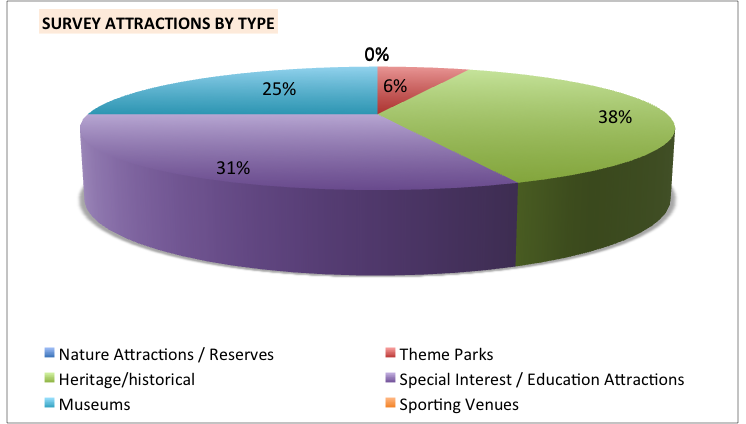 SURVEY ATTRACTIONS BY TYPE
0%
6%
25%
38%
31%
Nature Attractions / Reserves
Theme Parks
Heritage/historical
Special Interest / Education Attractions
Museums
Sporting Venues